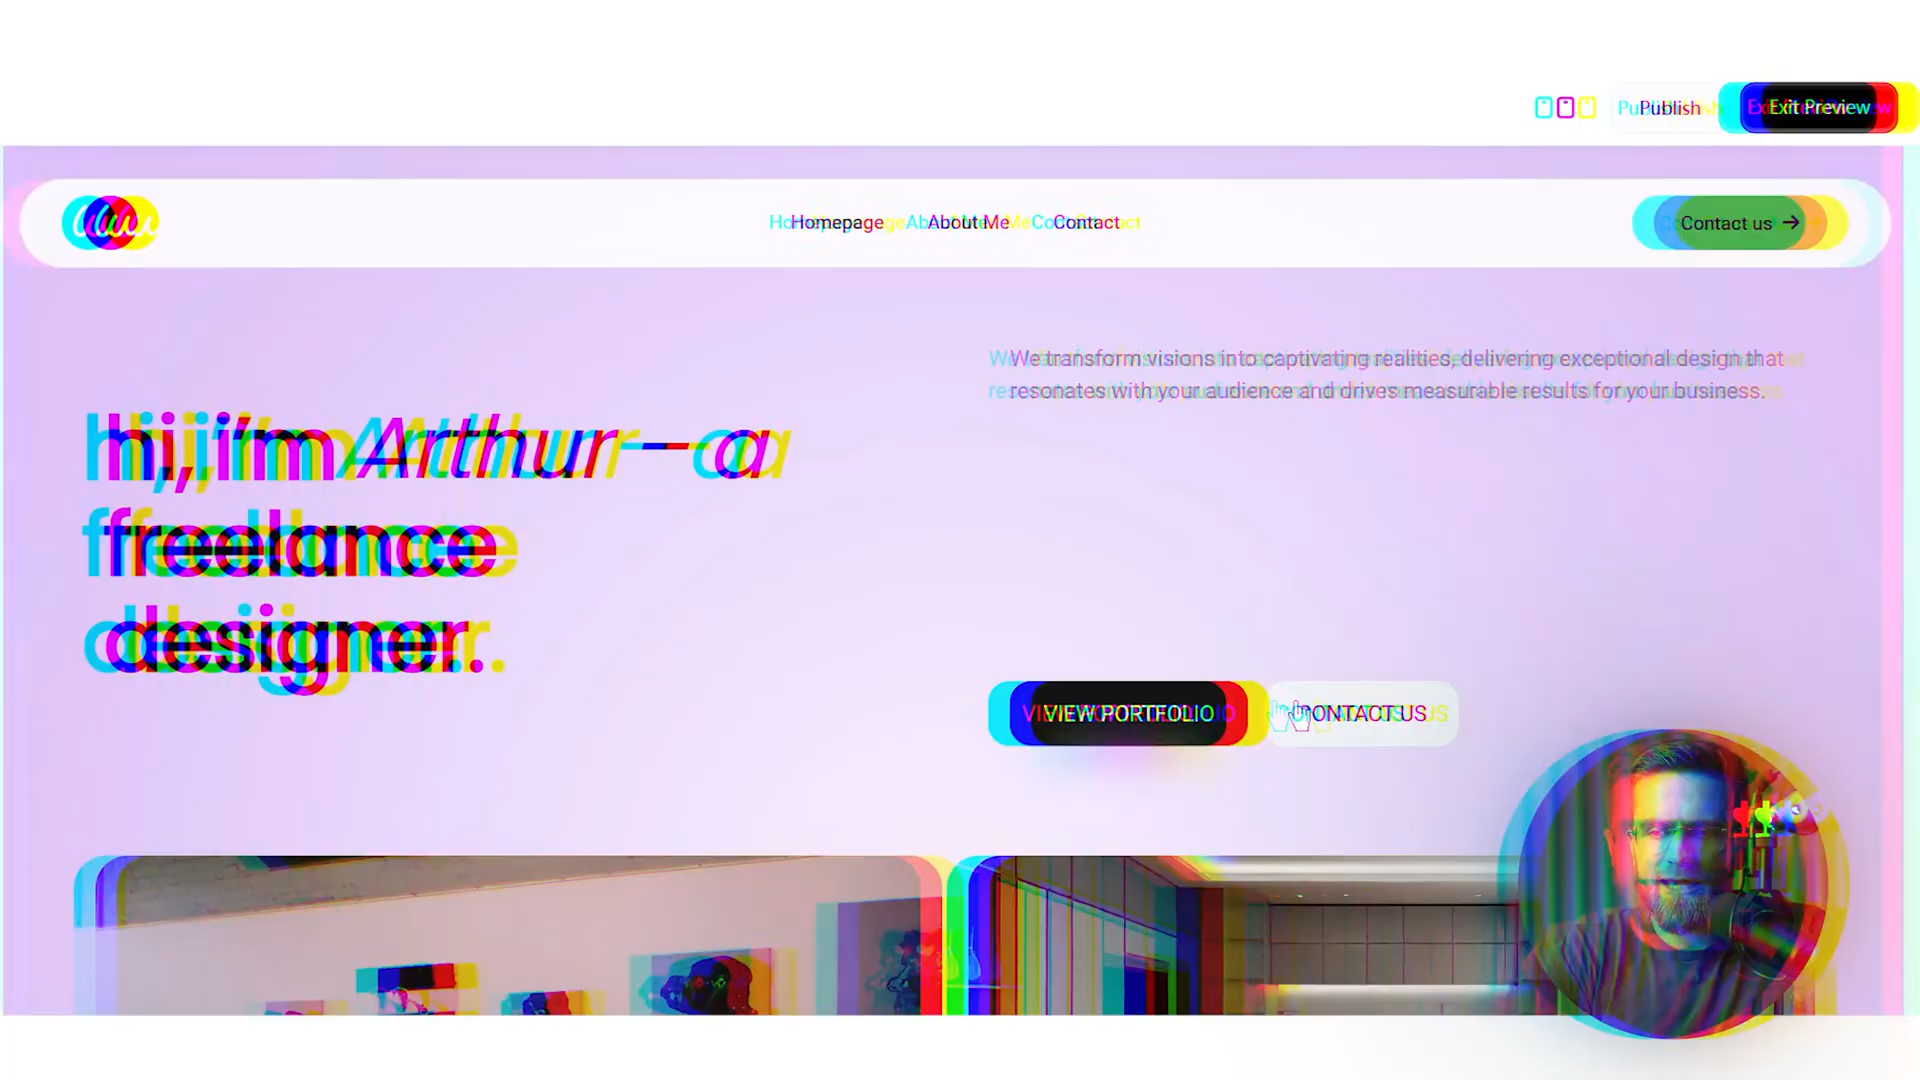 Publish
Exit Preview
Homepage
About Me
Contact
Contact us →
We transform visions into captivating realities, delivering exceptional design that
resonates with your audience and drives measurable results for your business.
hi, i'm Arthur — a
freelance
designer.
VIEW PORTFOLIO
CONTACT US